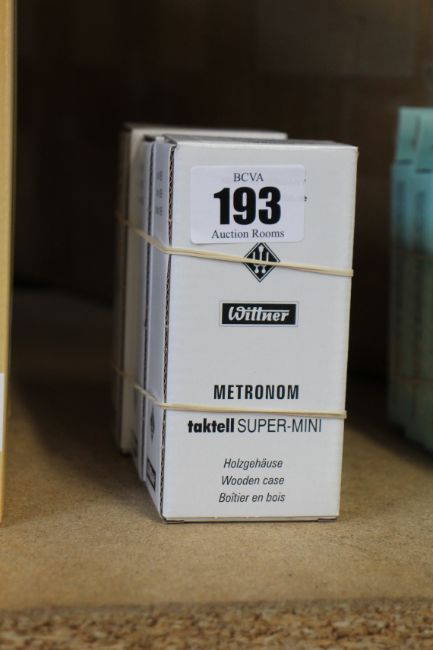 BCVA
193
Auction Rooms
Wittner
METRONOM
taktell SUPER-MINI
Holzgehäuse
Wooden case
Boîtier en bois